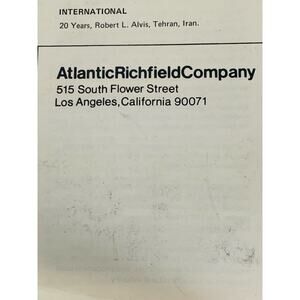 INTERNATIONAL
20 Years, Robert L. Alvis, Tehran, Iran.
AtlanticRichfieldCompany
515 South Flower Street
Los Angeles,California 90071